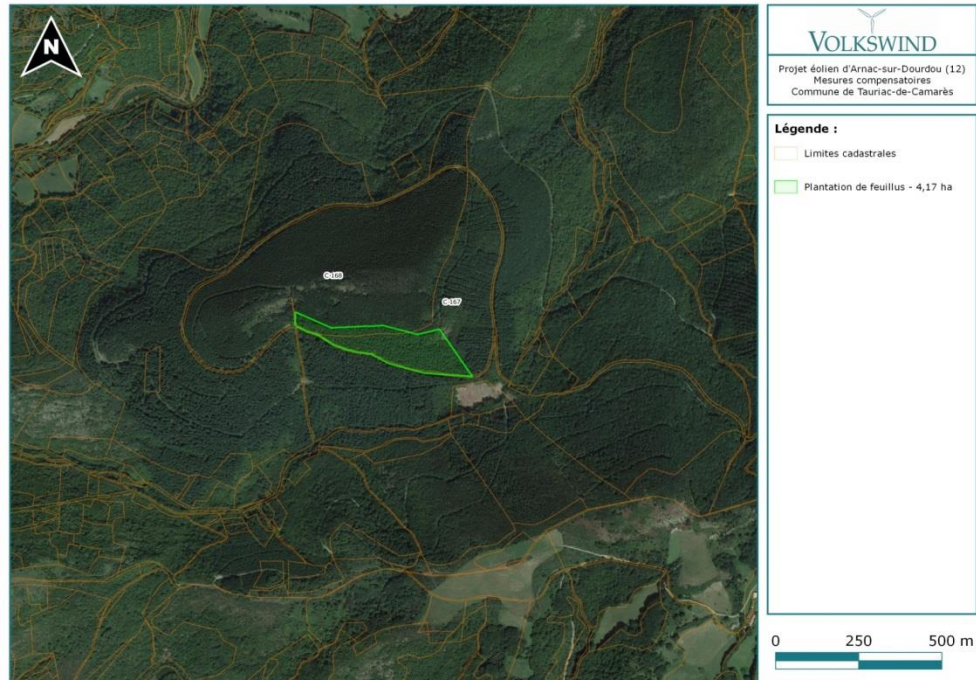 N
VOLKSWIND
Projet éolien d'Arnac-sur-Dourdou (12)
Mesures compensatoires
Commune de Tauriac-de-Camarès
Légende :
Limites cadastrales
Plantation de feuillus - 4,17 ha
C-168
C-157
0 250 500 m